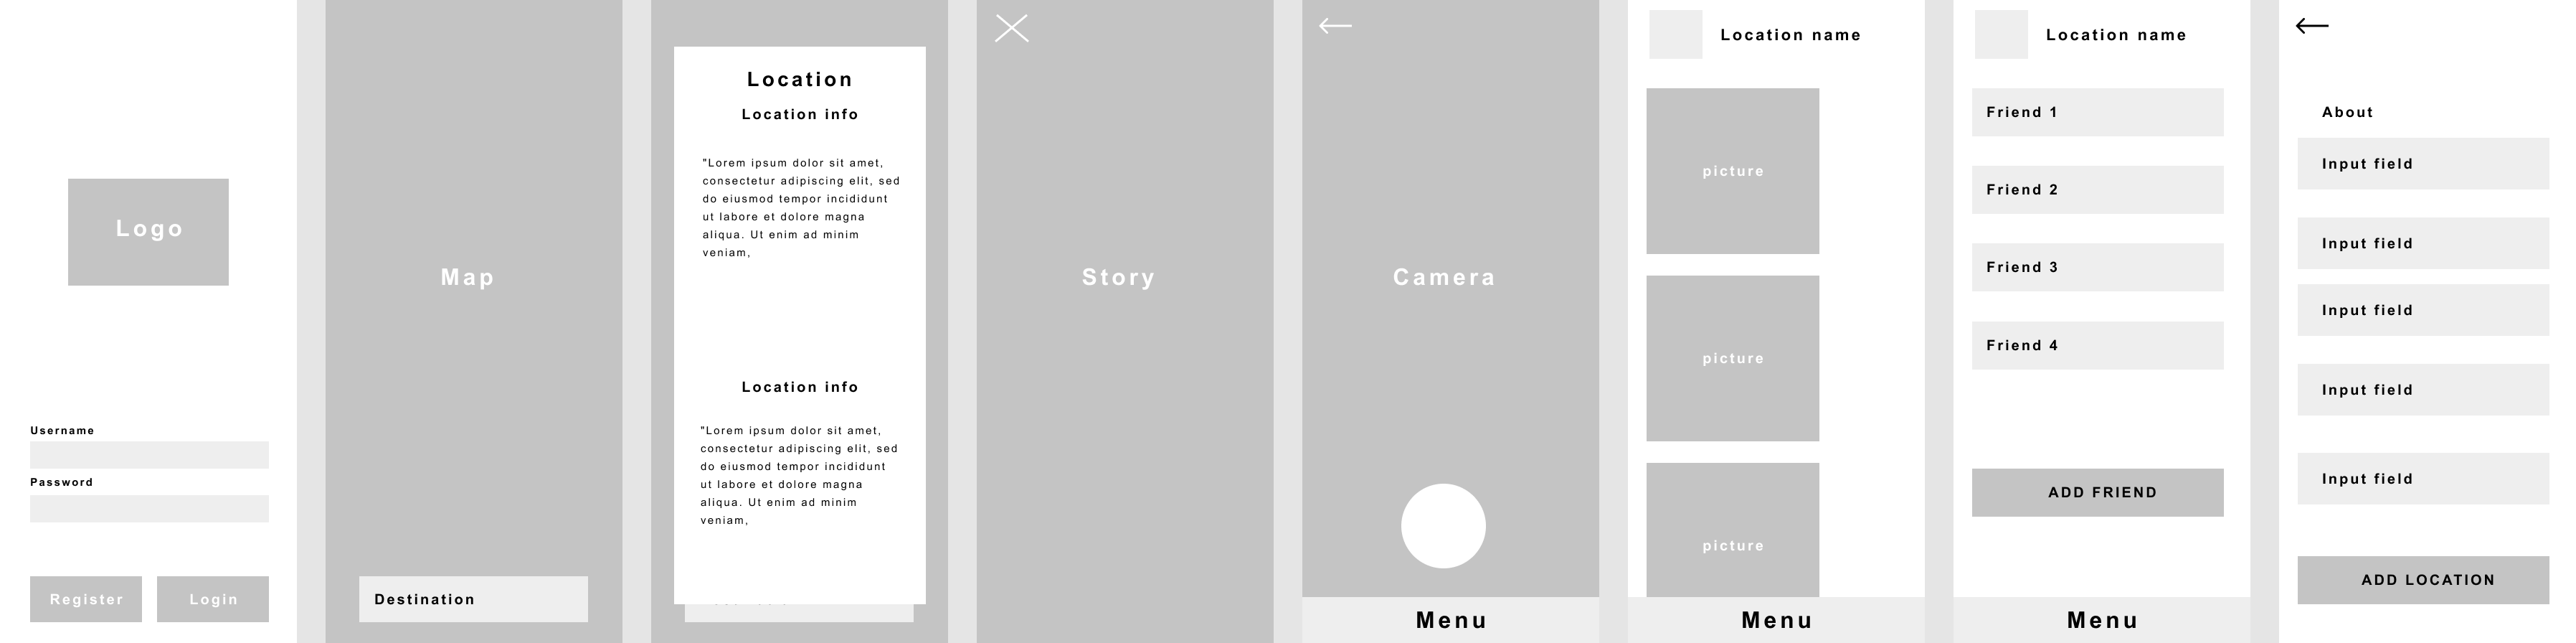 Logo
Username
Password
Register
Login
Map
Destination
Location
Location info
"Lorem ipsum dolor sit amet,
consectetur adipiscing elit, sed
do eiusmod tempor incididunt
ut labore et dolore magna
aliqua. Ut enim ad minim
veniam,
Location info
"Lorem ipsum dolor sit amet,
consectetur adipiscing elit, sed
do eiusmod tempor incididunt
ut labore et dolore magna
aliqua. Ut enim ad minim
veniam,
Story
Camera
Menu
Location name
picture
picture
picture
Menu
Location name
Friend 1
Friend 2
Friend 3
Friend 4
ADD FRIEND
Menu
About
Input field
Input field
Input field
Input field
Input field
ADD LOCATION